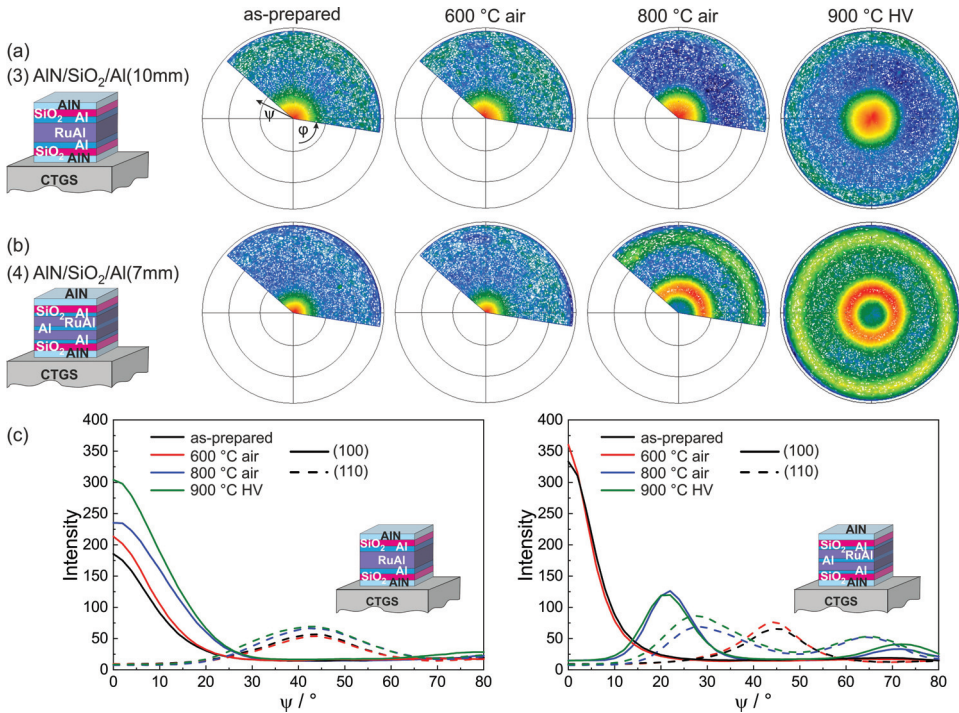 as-prepared 600 °C air 800 °C air 900 °C HV
(a)
(3) AlN/SiO₂/Al(10mm)
AlN
SiO₂ Al
RuAl
Al
SiO₂ AlN
CTGS
ψ
φ
(b)
(4) AlN/SiO₂/Al(7mm)
AlN
SiO₂ Al
Al RuAl
Al
SiO₂ AlN
CTGS
(c)
Intensity
400
350
300
250
200
150
100
50
0
as-prepared (100)
600 °C air (110)
800 °C air
900 °C HV
AlN
SiO₂ Al
RuAl
Al
SiO₂ AlN
CTGS
0 10 20 30 40 50 60 70 80
ψ / °
Intensity
400
350
300
250
200
150
100
50
0
as-prepared (100)
600 °C air (110)
800 °C air
900 °C HV
AlN
SiO₂ Al
Al RuAl
Al
SiO₂ AlN
CTGS
0 10 20 30 40 50 60 70 80
ψ / °